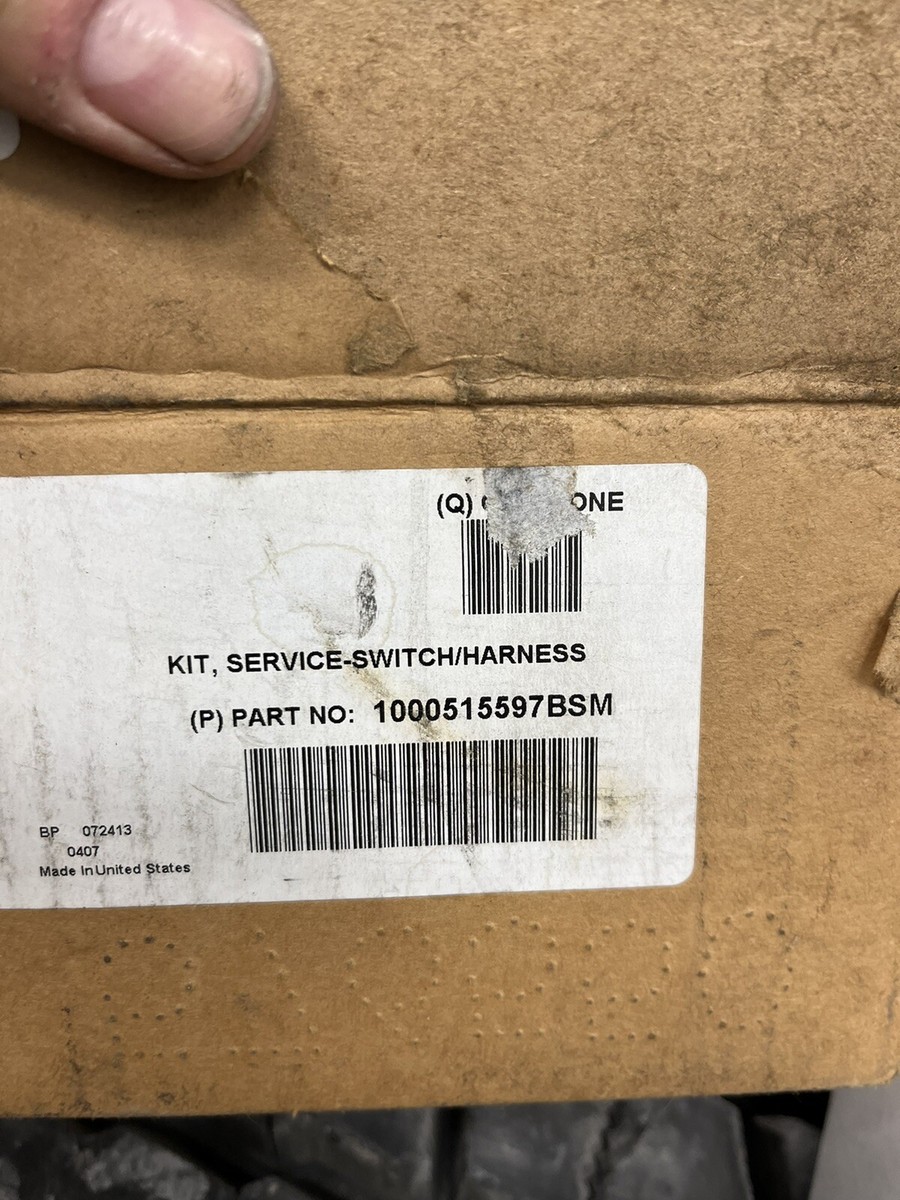 (Q) ONE
KIT, SERVICE-SWITCH/HARNESS
(P) PART NO: 1000515597BSM
BP 072413
0407
Made In United States